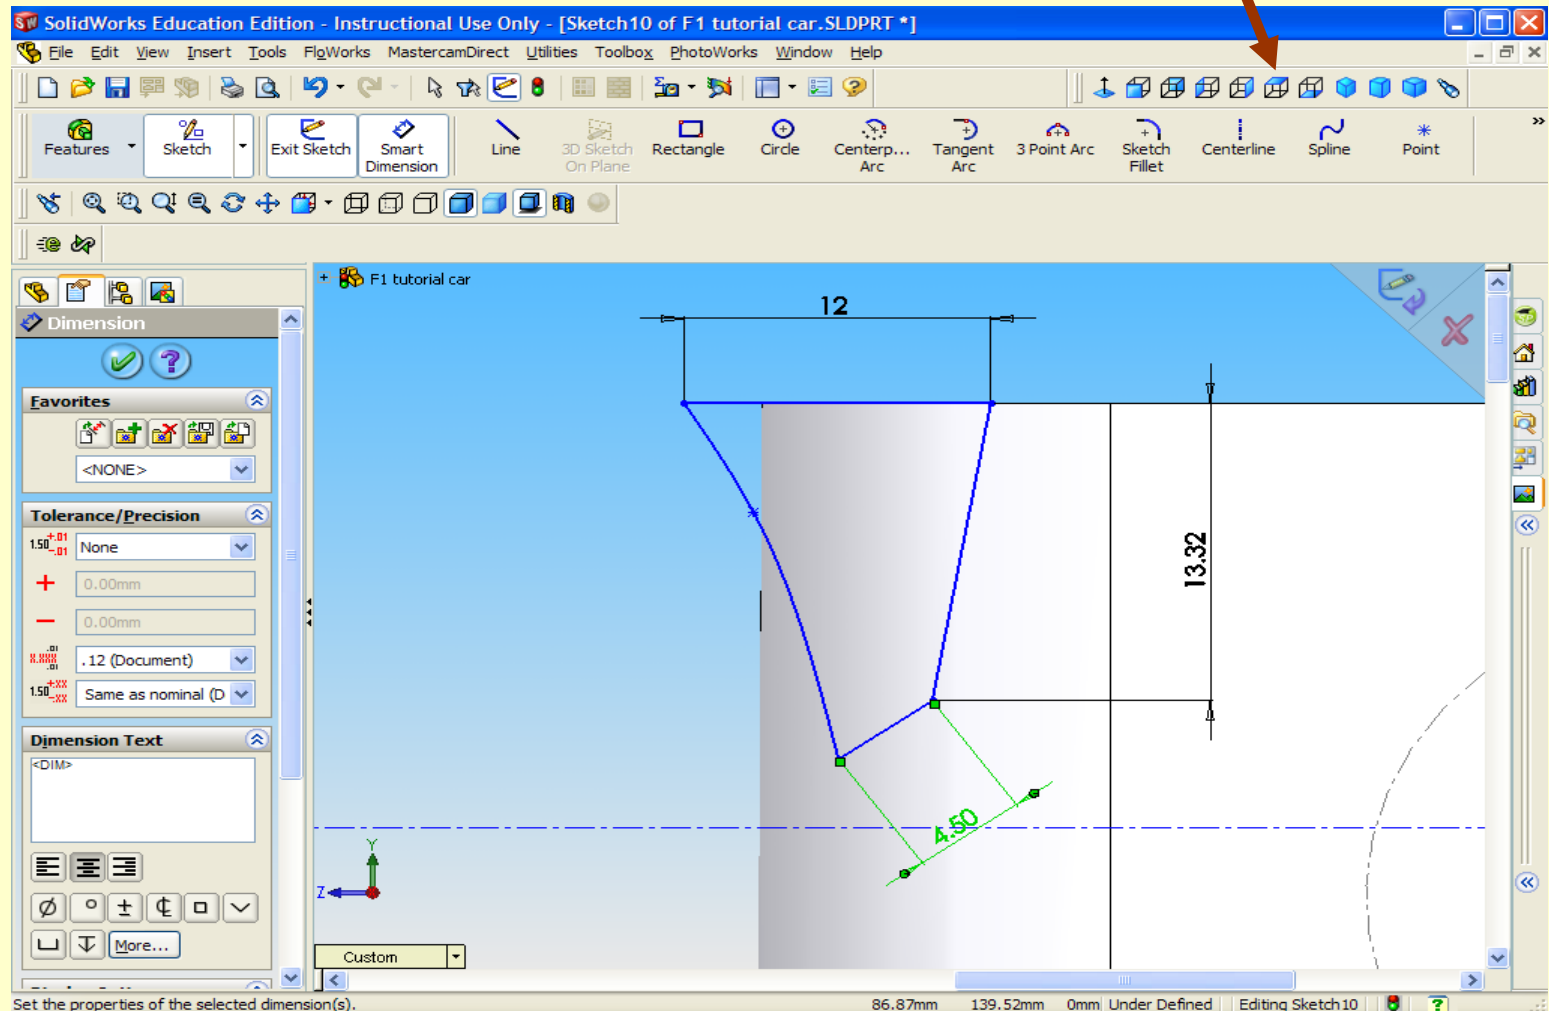 SolidWorks Education Edition - Instructional Use Only - [Sketch10 of F1 tutorial car.SLDPRT *]
File Edit View Insert Tools FloWorks MastercamDirect Utilities Toolbox PhotoWorks Window Help
Features Sketch Exit Sketch Smart Dimension Line 3D Sketch On Plane Rectangle Circle Centerp... Arc Tangent Arc 3 Point Arc Sketch Fillet Centerline Spline Point
F1 tutorial car
Dimension
Favorites
<NONE>
Tolerance/Precision
None
0.00mm
0.00mm
.12 (Document)
Same as nominal (D
Dimension Text
<DIM>
More...
12
13.32
4.50
Y
Z
Custom
Set the properties of the selected dimension(s).
86.87mm 139.52mm 0mm Under Defined Editing Sketch10